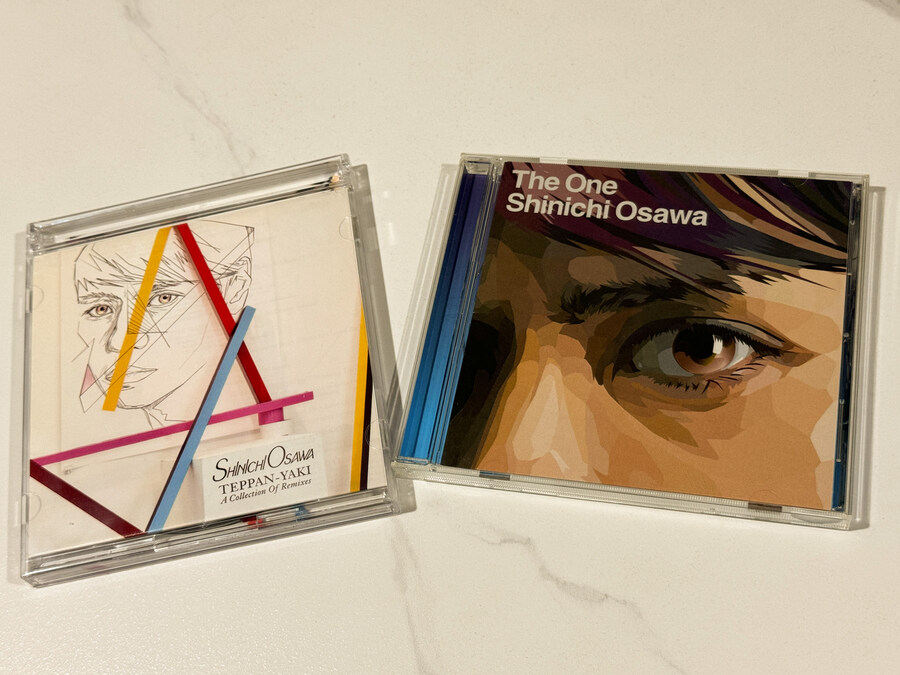 SHINICHI OSAWA
TEPPAN-YAKI
A Collection Of Remixes
The One
Shinichi Osawa